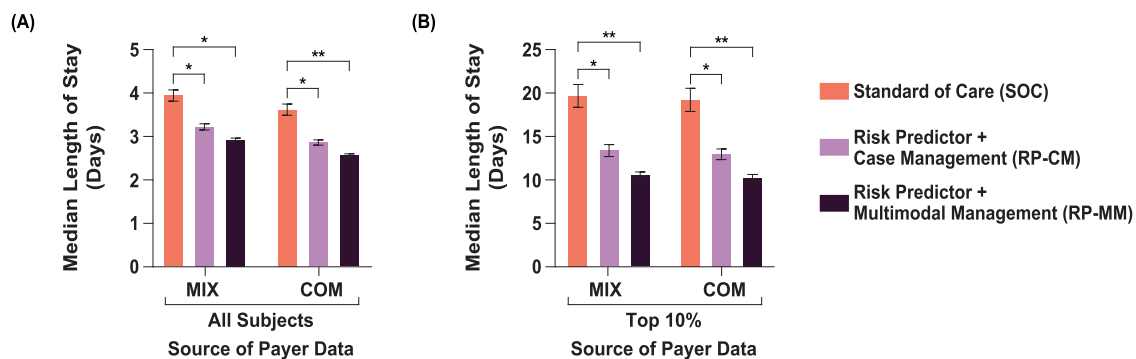 (A)
Median Length of Stay
(Days)
5
4
3
2
1
0
*
*
**
*
MIX
COM
All Subjects
Source of Payer Data
(B)
Median Length of Stay
(Days)
25
20
15
10
5
0
**
*
**
*
MIX
COM
Top 10%
Source of Payer Data
Standard of Care (SOC)
Risk Predictor +
Case Management (RP-CM)
Risk Predictor +
Multimodal Management (RP-MM)